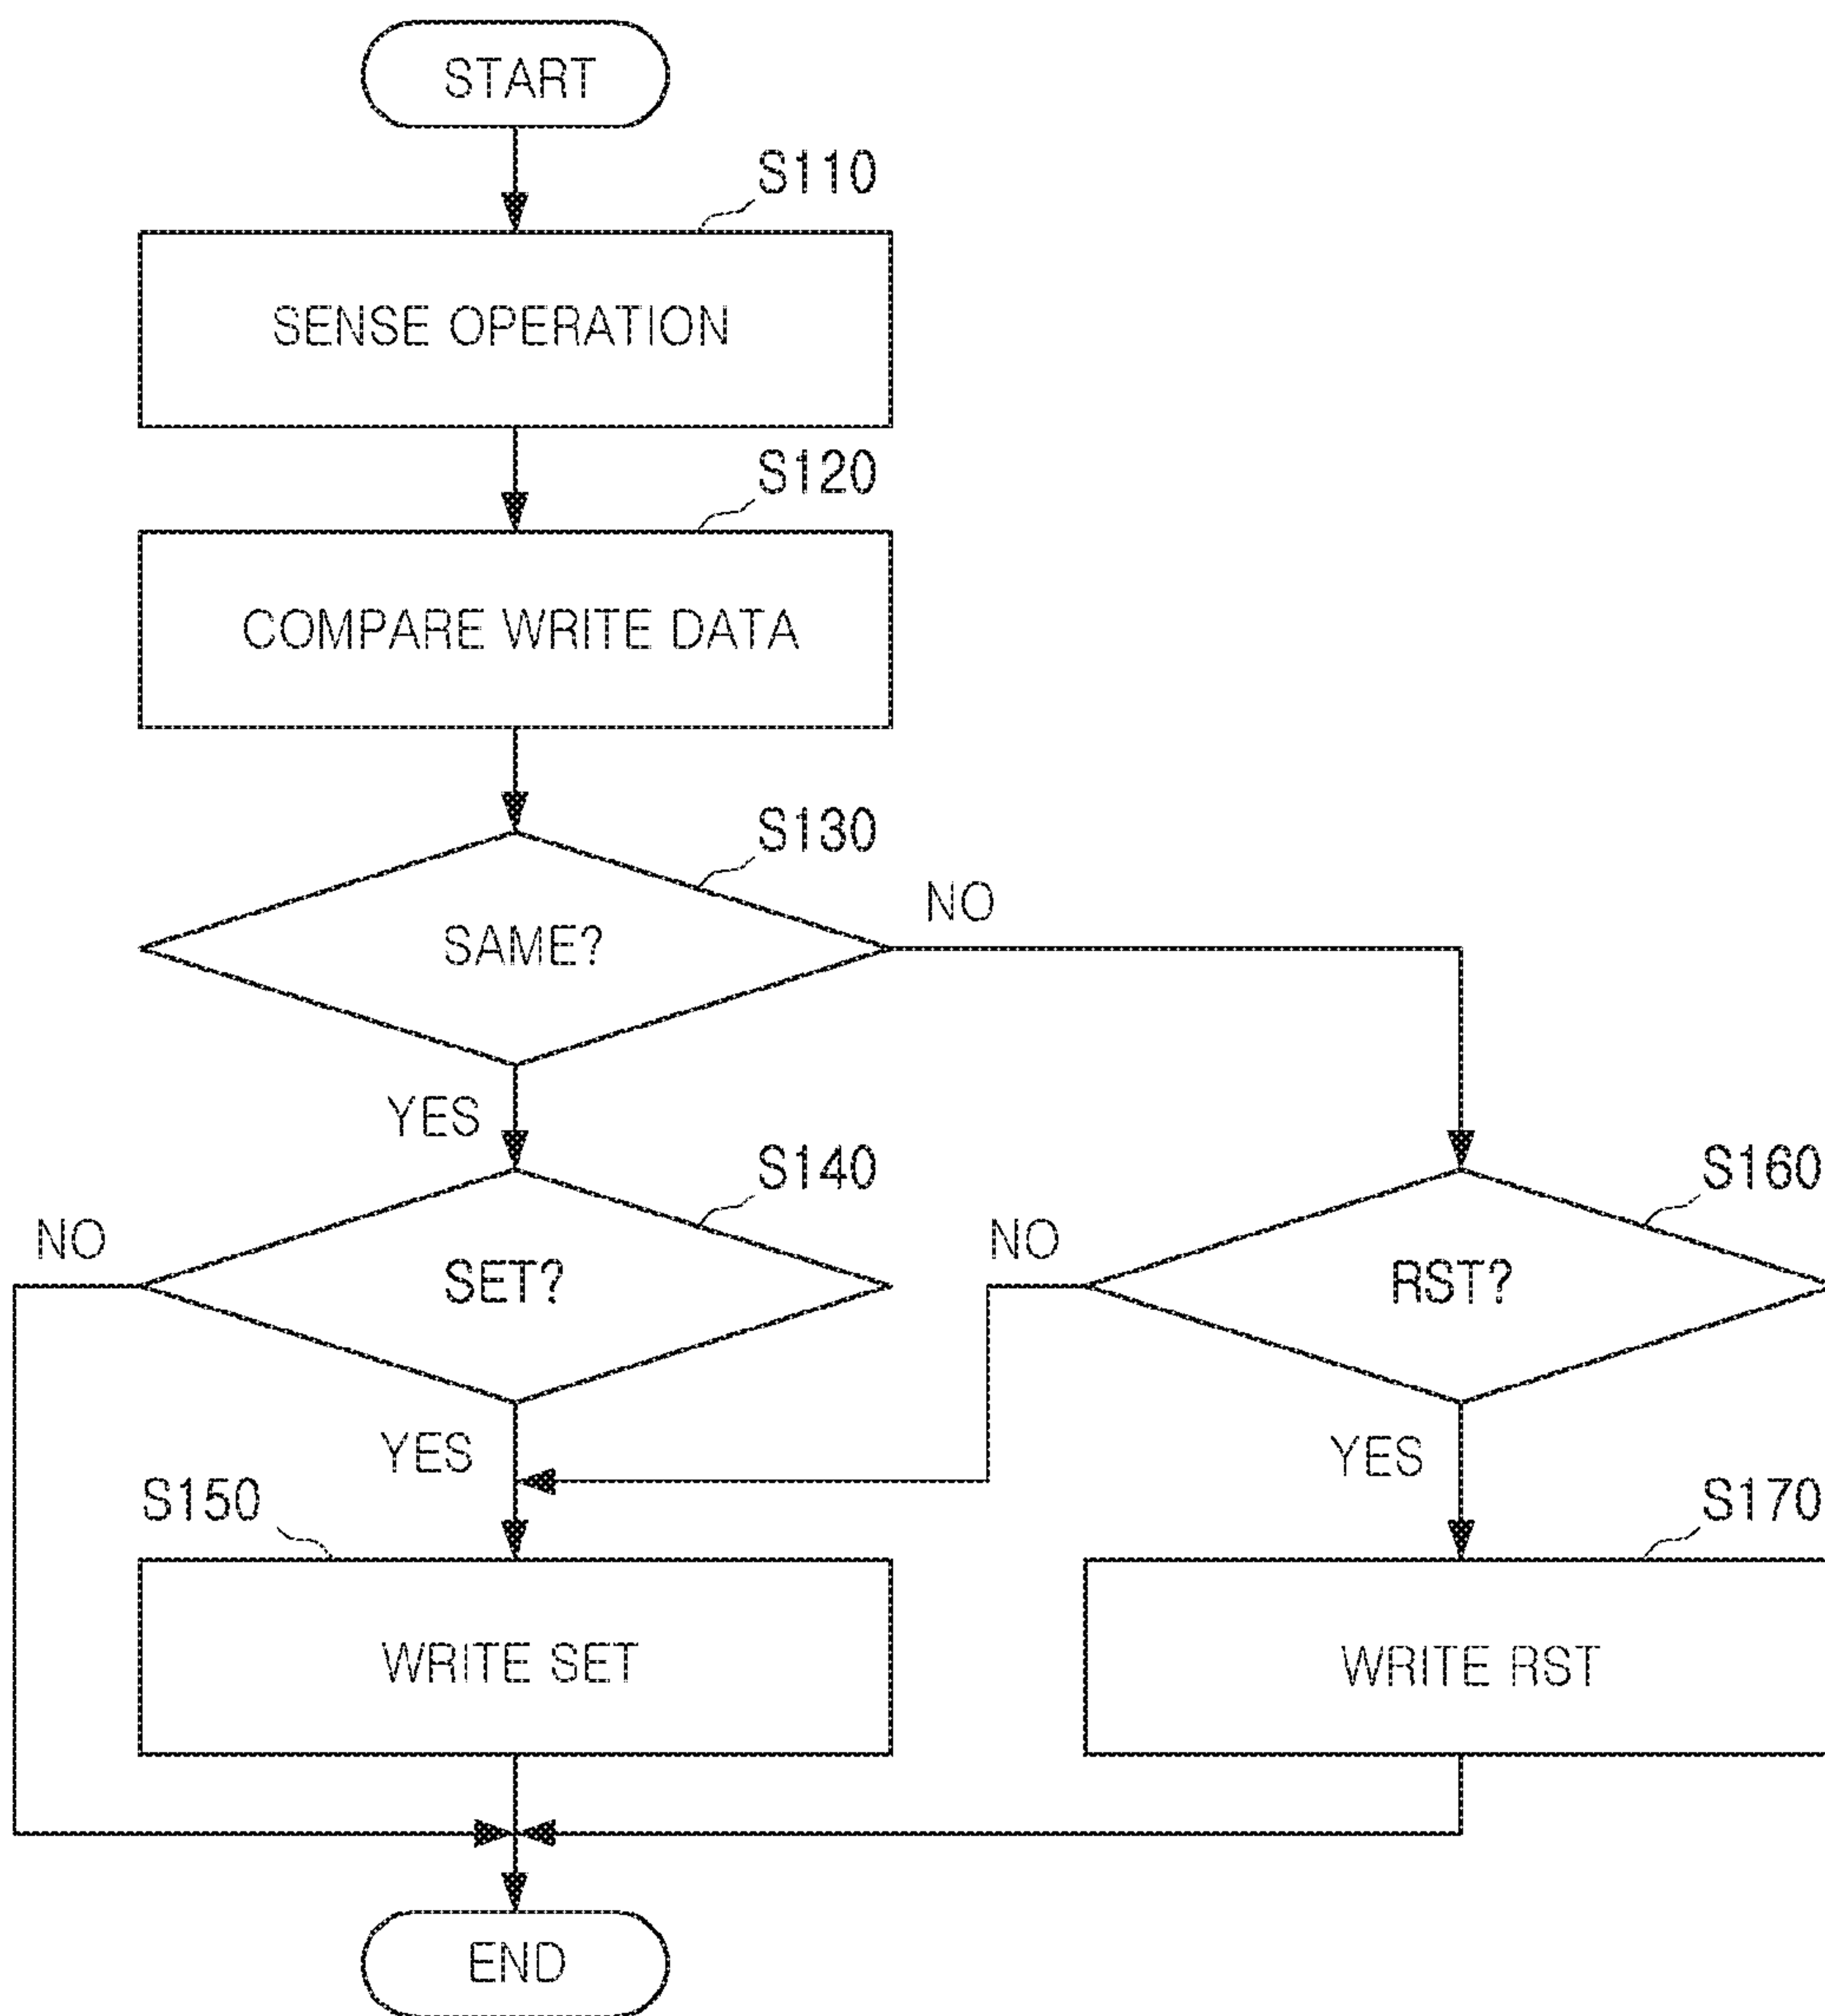 START
S110
SENSE OPERATION
S120
COMPARE WRITE DATA
S130
SAME?
NO
YES
S140
S160
NO
SET?
NO
RST?
YES
YES
S150
S170
WRITE SET
WRITE RST
END